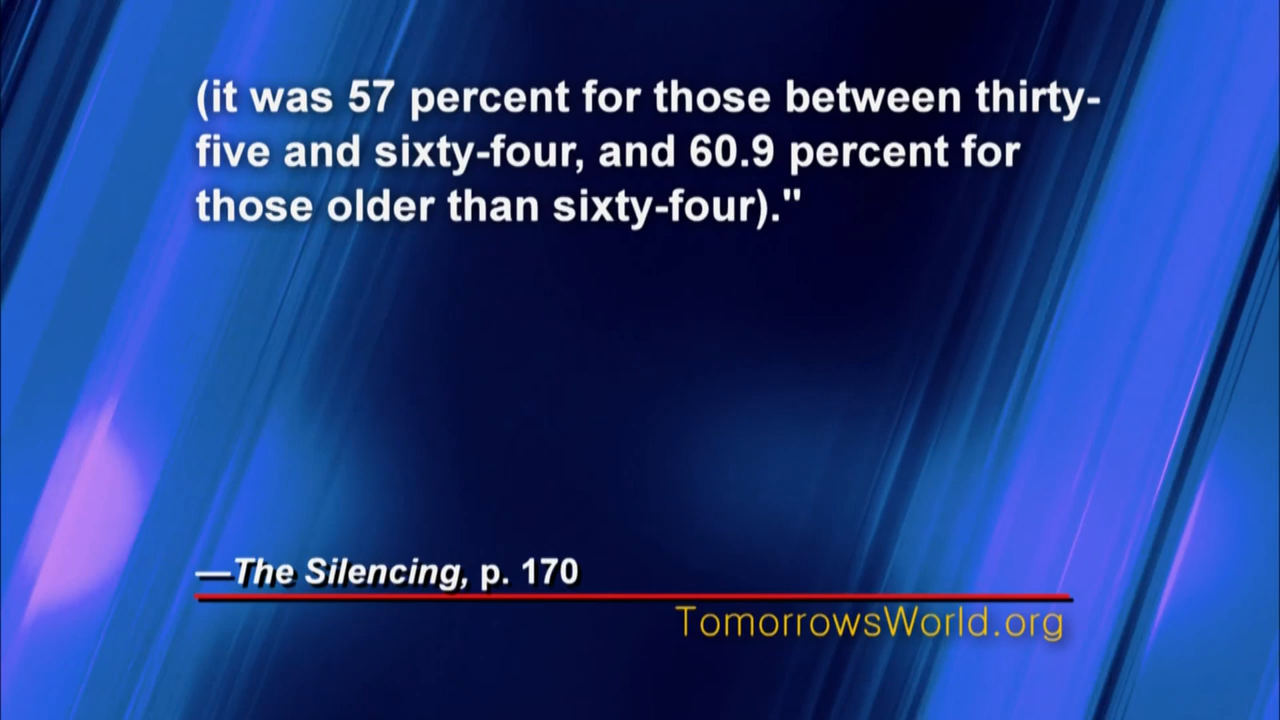 (it was 57 percent for those between thirty-
five and sixty-four, and 60.9 percent for
those older than sixty-four)."
—The Silencing, p. 170
TomorrowsWorld.org